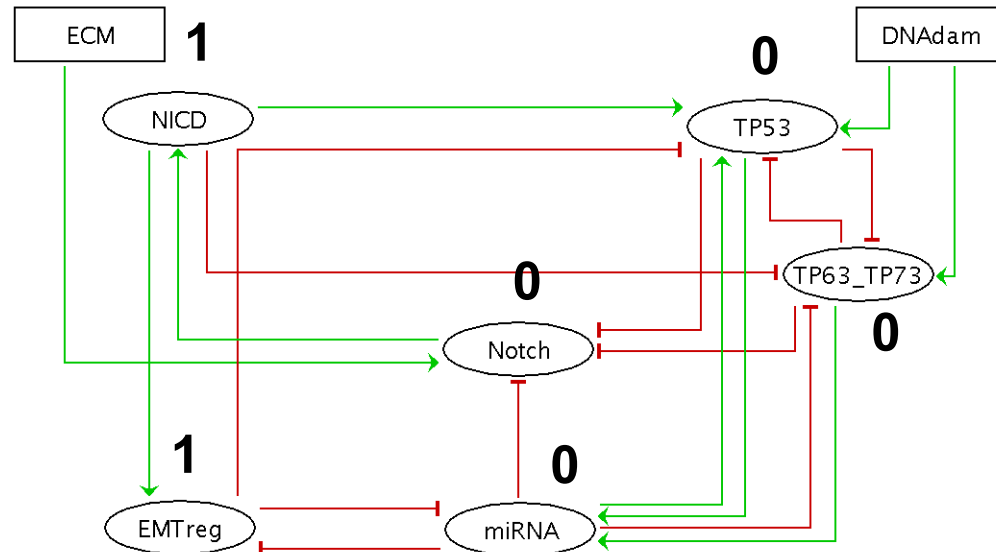 ECM
1
0
DNAdam
NICD
TP53
0
TP63_TP73
0
Notch
1
0
EMTreg
miRNA